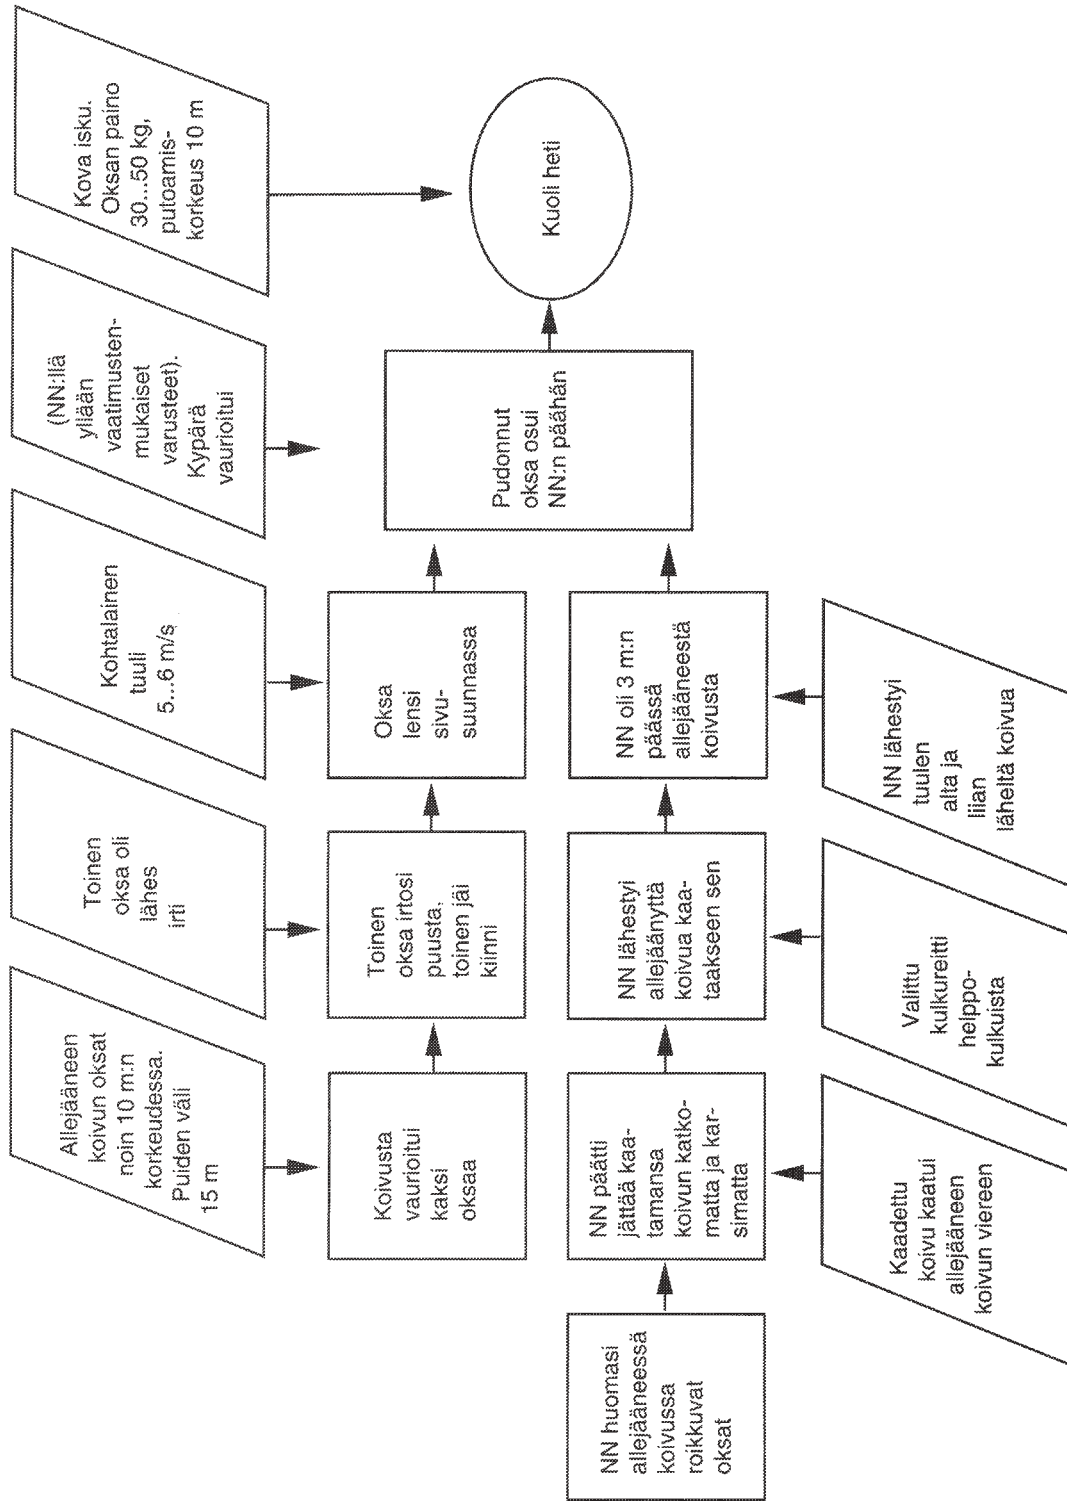 Allejääneen
koivun oksat
noin 10 m:n
korkeudessa.
Puiden väli
15 m
Toinen
oksa oli
lähes
irti
Kohtalainen
tuuli
5...6 m/s
(NN:llä
yllään
vaatimusten-
mukaiset
varusteet).
Kypärä
vaurioitui
Kova isku.
Oksan paino
30...50 kg,
putoamis-
korkeus 10 m
Koivusta
vaurioitui
kaksi
oksaa
Toinen
oksa irtosi
puusta,
toinen jäi
kiinni
Oksa
lensi
sivu-
suunnassa
Pudonnut
oksa osui
NN:n päähän
Kuoli heti
NN huomasi
allejääneessä
koivussa
roikkuvat
oksat
NN päätti
jättää kaa-
tamansa
koivun katko-
matta ja kar-
simatta
NN lähestyi
allejäänyttä
koivua kaa-
taakseen sen
NN oli 3 m:n
päässä
allejääneestä
koivusta
Kaadettu
koivu kaatui
allejääneen
koivun viereen
Valittu
kulkureitti
helppo-
kulkuista
NN lähestyi
tuulen
alta ja
liian
läheltä koivua